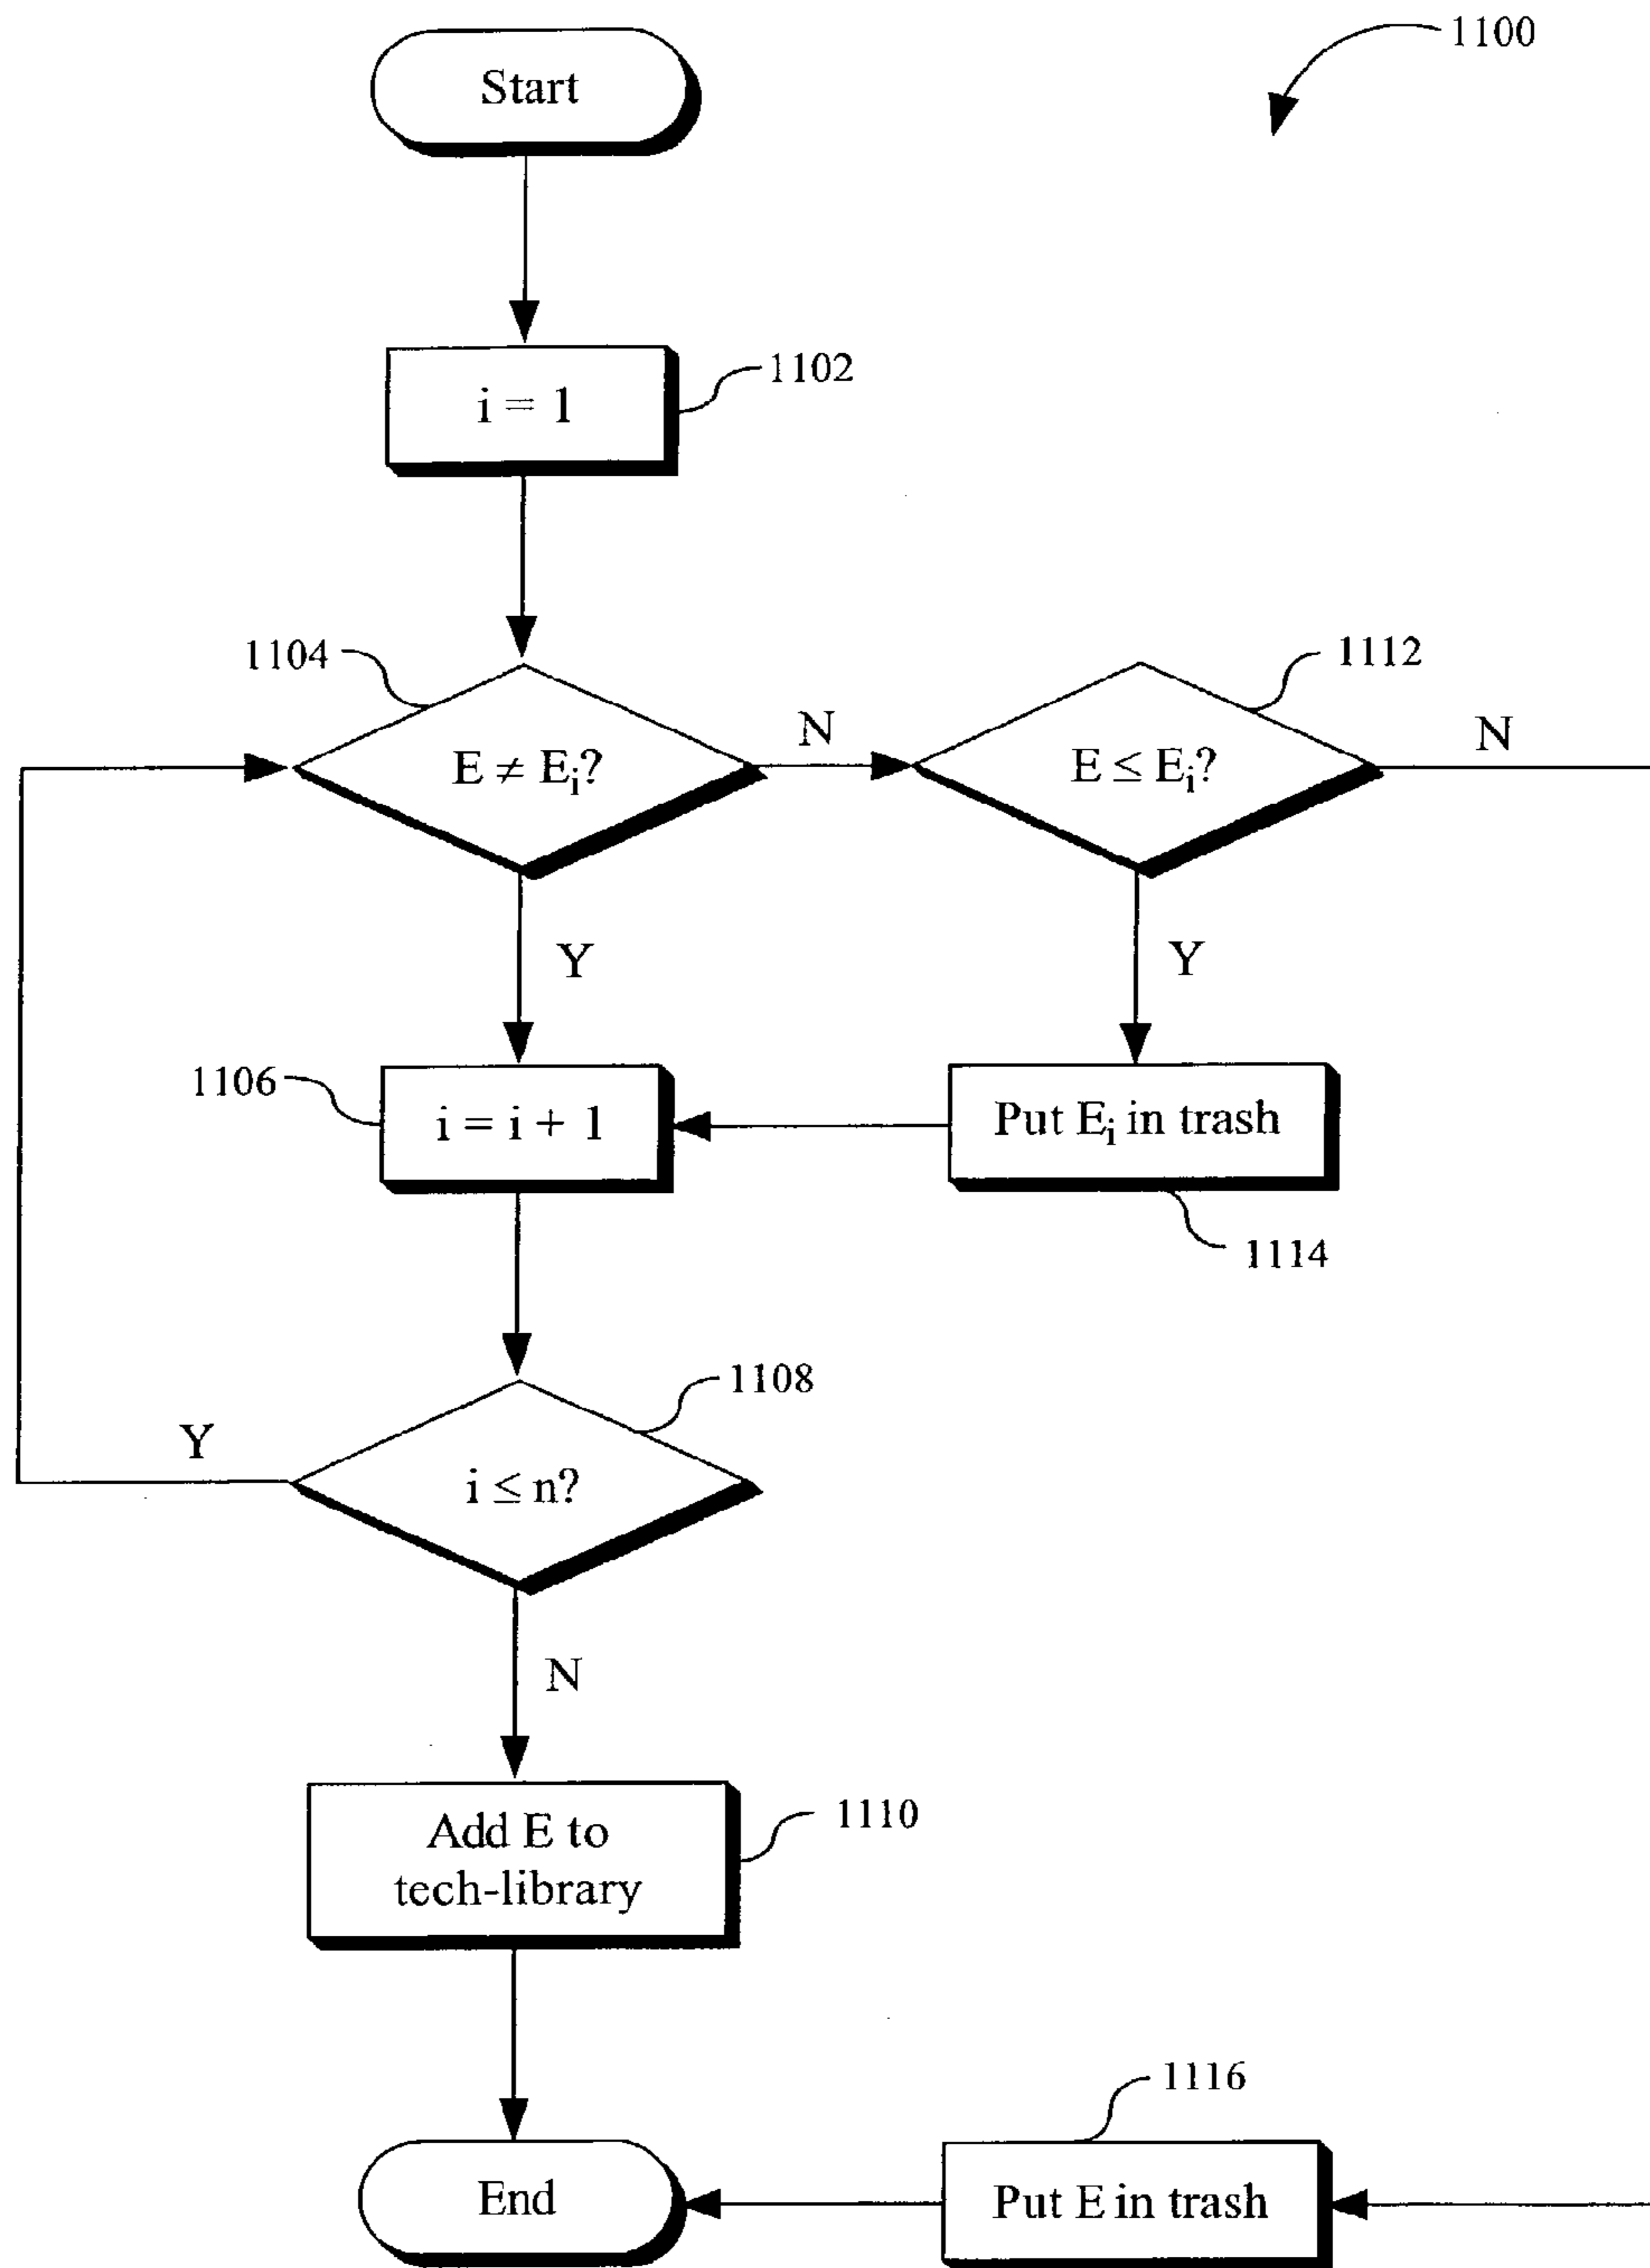 1100
Start
i = 1
1102
1104
E ≠ Ei?
N
1112
E ≤ Ei?
N
Y
Y
1106
i = i + 1
Put Ei in trash
1114
1108
i ≤ n?
Y
N
Add E to
tech-library
1110
1116
End
Put E in trash